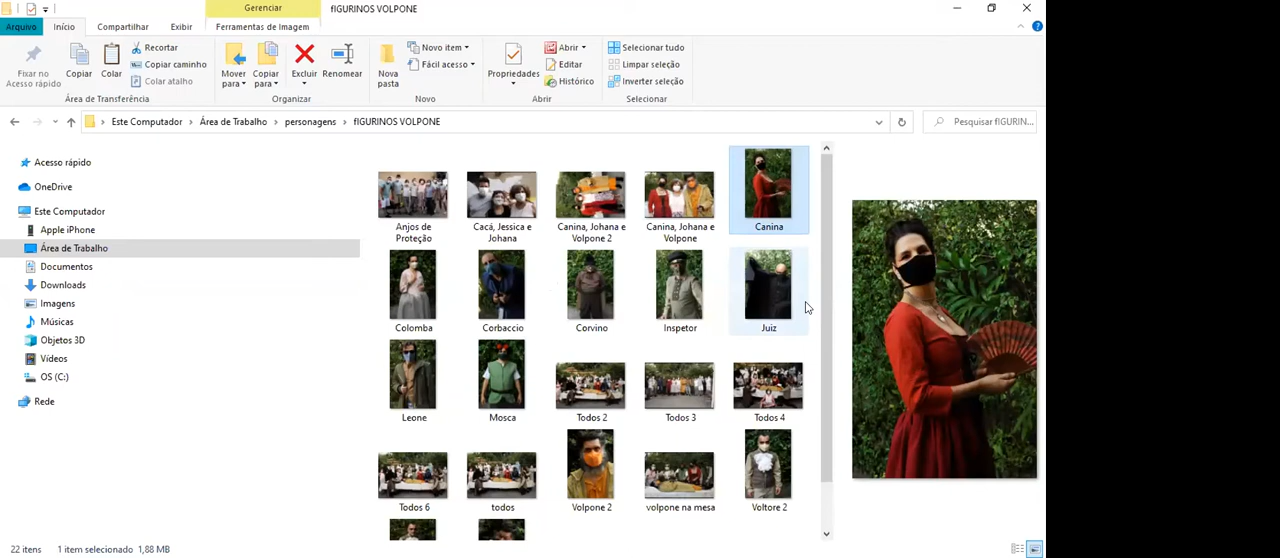 Gerenciar
fIGURINOS VOLPONE
Arquivo
Início
Compartilhar
Exibir
Ferramentas de Imagem
Fixar no
Acesso rápido
Copiar
Colar
Recortar
Copiar caminho
Colar atalho
Área de Transferência
Mover
para
Copiar
para
Excluir
Renomear
Organizar
Nova
pasta
Novo item
Fácil acesso
Novo
Propriedades
Abrir
Editar
Histórico
Abrir
Selecionar tudo
Limpar seleção
Inverter seleção
Selecionar
Este Computador > Área de Trabalho > personagens > fIGURINOS VOLPONE
Pesquisar fIGURIN...
Acesso rápido
OneDrive
Este Computador
Apple iPhone
Área de Trabalho
Documentos
Downloads
Imagens
Músicas
Objetos 3D
Vídeos
OS (C:)
Rede
Anjos de
Proteção
Cacá, Jessica e
Johana
Canina, Johana e
Volpone 2
Canina, Johana e
Volpone
Canina
Colomba
Corbaccio
Corvino
Inspetor
Juiz
Leone
Mosca
Todos 2
Todos 3
Todos 4
Todos 6
todos
Volpone 2
volpone na mesa
Voltore 2
22 itens
1 item selecionado 1,88 MB